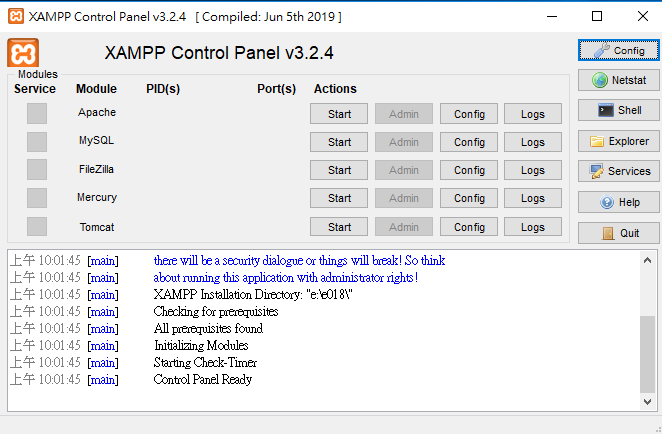 XAMPP Control Panel v3.2.4 [ Compiled: Jun 5th 2019 ]
XAMPP Control Panel v3.2.4
Config
Modules
Service Module PID(s) Port(s) Actions
Netstat
Apache Start Admin Config Logs
Shell
MySQL Start Admin Config Logs
Explorer
FileZilla Start Admin Config Logs
Services
Mercury Start Admin Config Logs
Help
Tomcat Start Admin Config Logs
Quit
上午 10:01:45 [main] there will be a security dialogue or things will break! So think
上午 10:01:45 [main] about running this application with administrator rights!
上午 10:01:45 [main] XAMPP Installation Directory: "e:\e018\"
上午 10:01:45 [main] Checking for prerequisites
上午 10:01:45 [main] All prerequisites found
上午 10:01:45 [main] Initializing Modules
上午 10:01:45 [main] Starting Check-Timer
上午 10:01:45 [main] Control Panel Ready